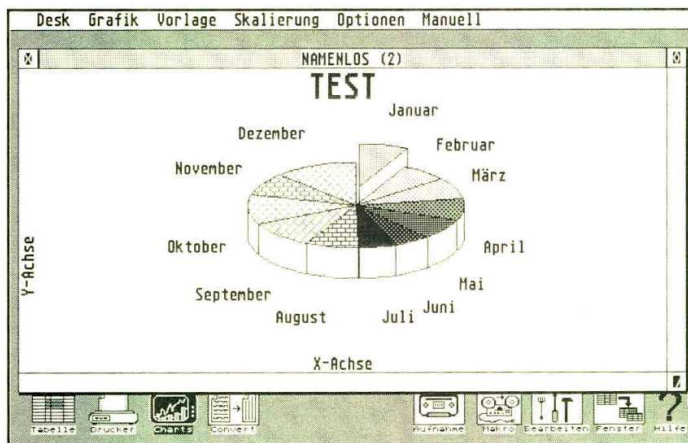 Desk Grafik Vorlage Skalierung Optionen Manuell
NAMENLOS (2)
TEST
Januar
Dezember
Februar
November
März
Oktober
April
Y-Achse
Mai
September
Juni
August
Juli
X-Achse
Tabelle Drucker Charts Convert Aufnahme Makro Bearbeiten Fenster Hilfe